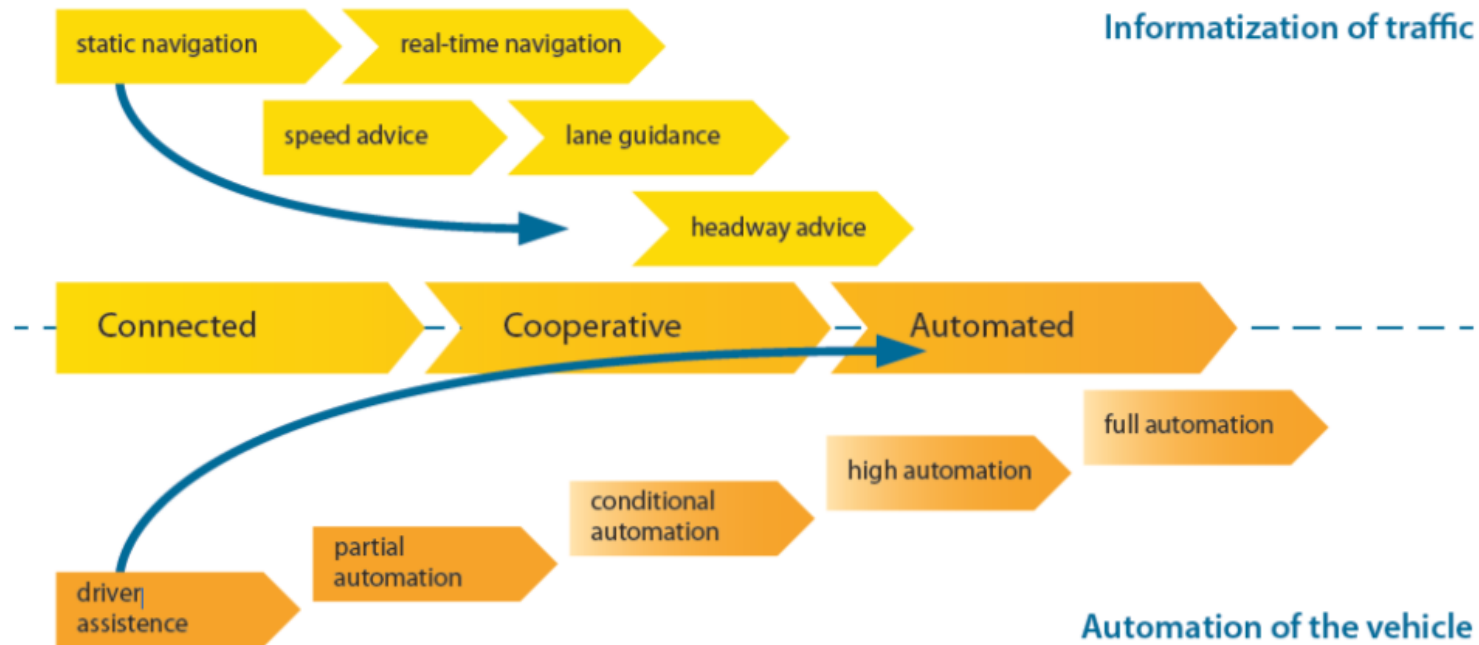 Informatization of traffic
static navigation
real-time navigation
speed advice
lane guidance
headway advice
Connected
Cooperative
Automated
full automation
high automation
conditional
automation
partial
automation
driver
assistence
Automation of the vehicle